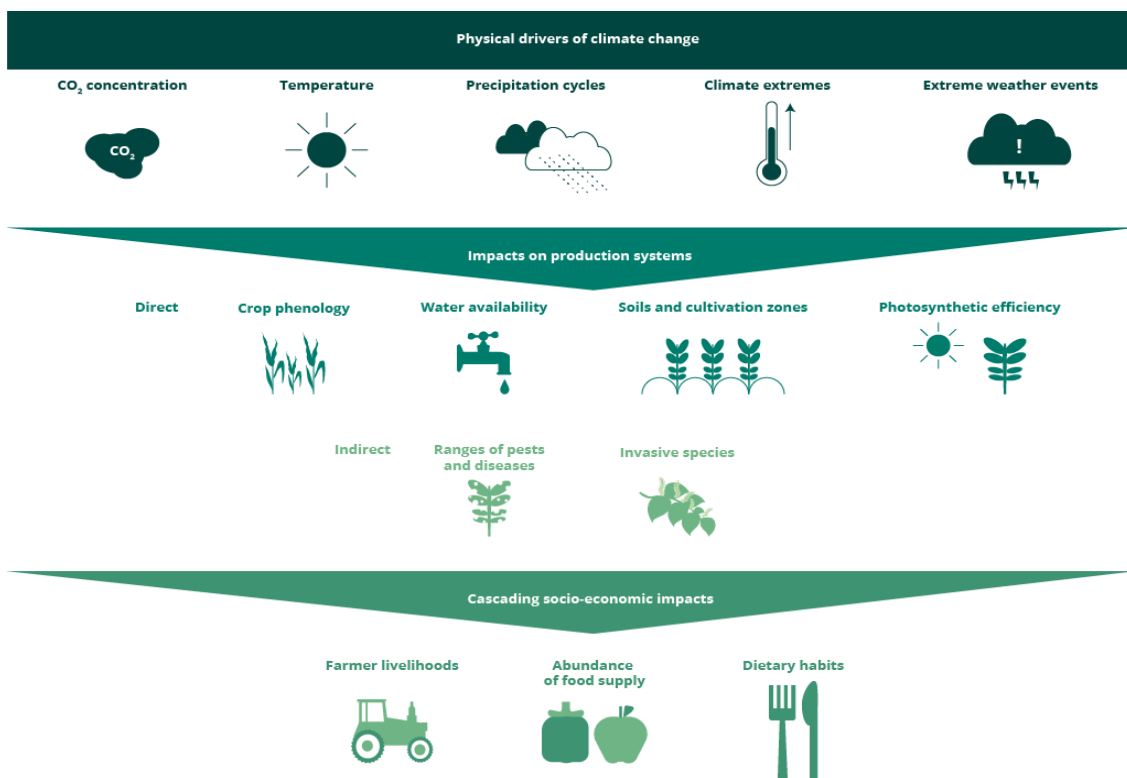 Physical drivers of climate change
CO₂ concentration
Temperature
Precipitation cycles
Climate extremes
Extreme weather events
CO₂
!
Impacts on production systems
Direct
Crop phenology
Water availability
Soils and cultivation zones
Photosynthetic efficiency
Indirect
Ranges of pests
and diseases
Invasive species
Cascading socio-economic impacts
Farmer livelihoods
Abundance
of food supply
Dietary habits